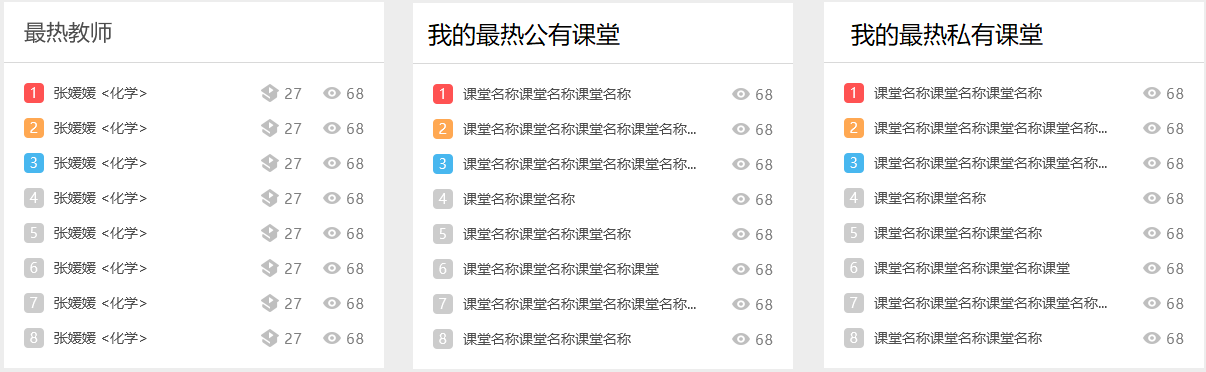 最热教师
1 张媛媛 <化学> 27 68
2 张媛媛 <化学> 27 68
3 张媛媛 <化学> 27 68
4 张媛媛 <化学> 27 68
5 张媛媛 <化学> 27 68
6 张媛媛 <化学> 27 68
7 张媛媛 <化学> 27 68
8 张媛媛 <化学> 27 68
我的最热公有课堂
1 课堂名称课堂名称课堂名称 68
2 课堂名称课堂名称课堂名称课堂名称... 68
3 课堂名称课堂名称课堂名称课堂名称... 68
4 课堂名称课堂名称 68
5 课堂名称课堂名称课堂名称 68
6 课堂名称课堂名称课堂名称课堂 68
7 课堂名称课堂名称课堂名称课堂名称... 68
8 课堂名称课堂名称课堂名称 68
我的最热私有课堂
1 课堂名称课堂名称课堂名称 68
2 课堂名称课堂名称课堂名称课堂名称... 68
3 课堂名称课堂名称课堂名称课堂名称... 68
4 课堂名称课堂名称 68
5 课堂名称课堂名称课堂名称 68
6 课堂名称课堂名称课堂名称课堂 68
7 课堂名称课堂名称课堂名称课堂名称... 68
8 课堂名称课堂名称课堂名称 68